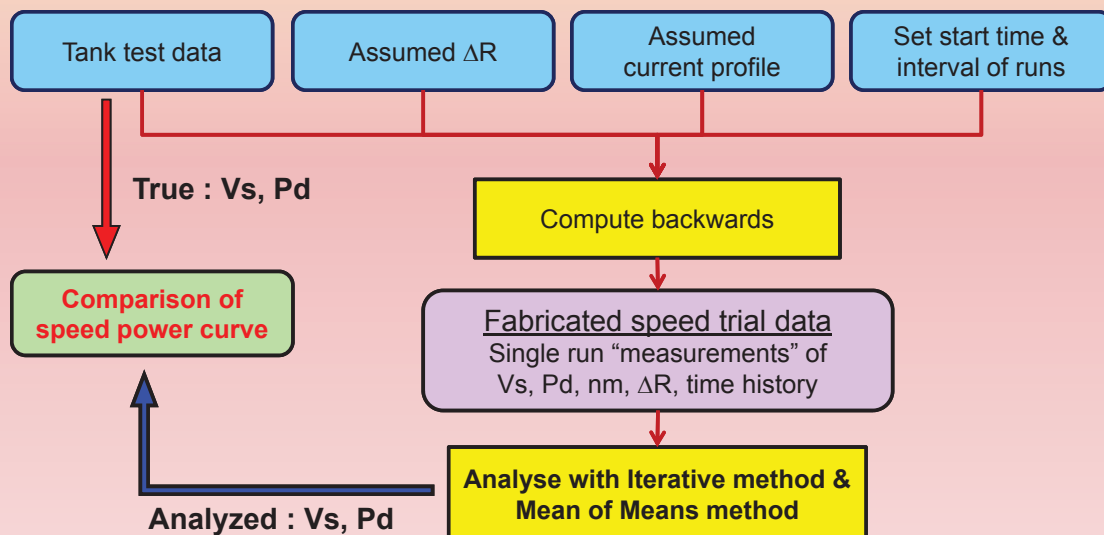 Tank test data
Assumed ΔR
Assumed
current profile
Set start time &
interval of runs
True : Vs, Pd
Compute backwards
Comparison of
speed power curve
Fabricated speed trial data
Single run “measurements” of
Vs, Pd, nm, ΔR, time history
Analyse with Iterative method &
Mean of Means method
Analyzed : Vs, Pd